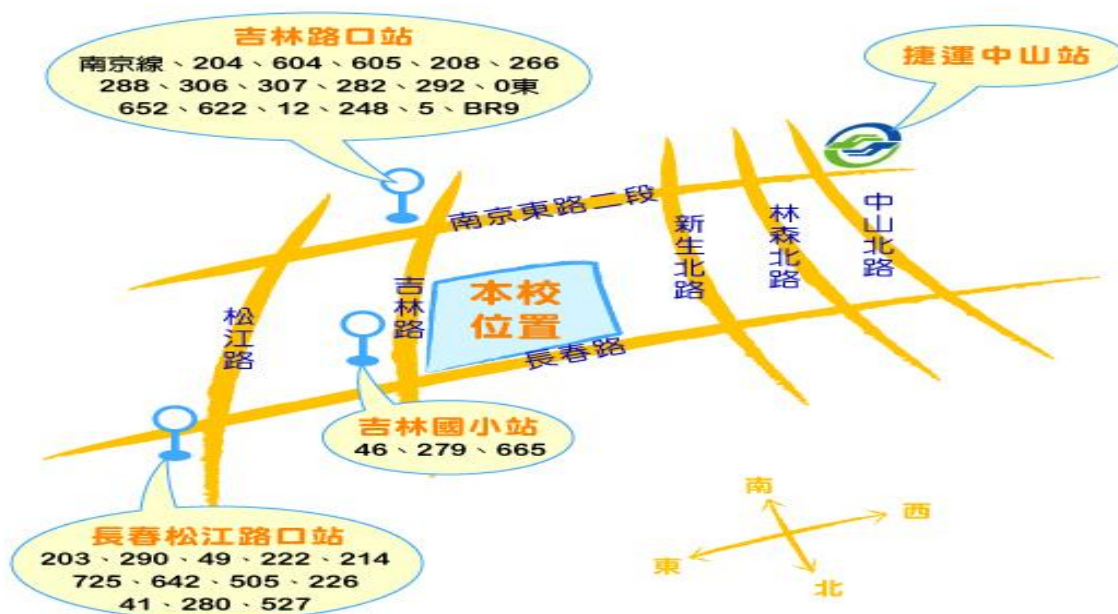 吉林路口站
南京線、204、604、605、208、266
288、306、307、282、292、0東
652、622、12、248、5、BR9
捷運中山站
南京東路二段
新生北路
林森北路
中山北路
吉林路
松江路
本校
位置
長春路
吉林國小站
46、279、665
長春松江路口站
203、290、49、222、214
725、642、505、226
41、280、527
南
西
東
北